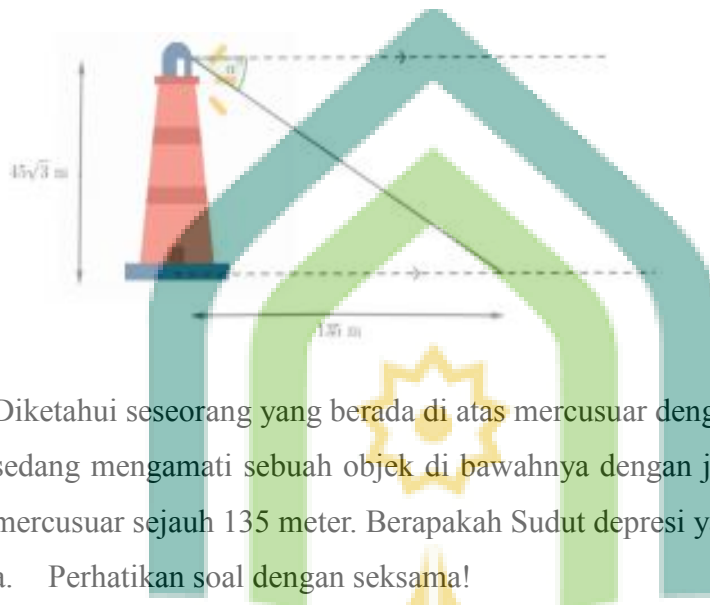 α
45√3 m
135 m
Diketahui seseorang yang berada di atas mercusuar deng
sedang mengamati sebuah objek di bawahnya dengan j
mercusuar sejauh 135 meter. Berapakah Sudut depresi y
a. Perhatikan soal dengan seksama!